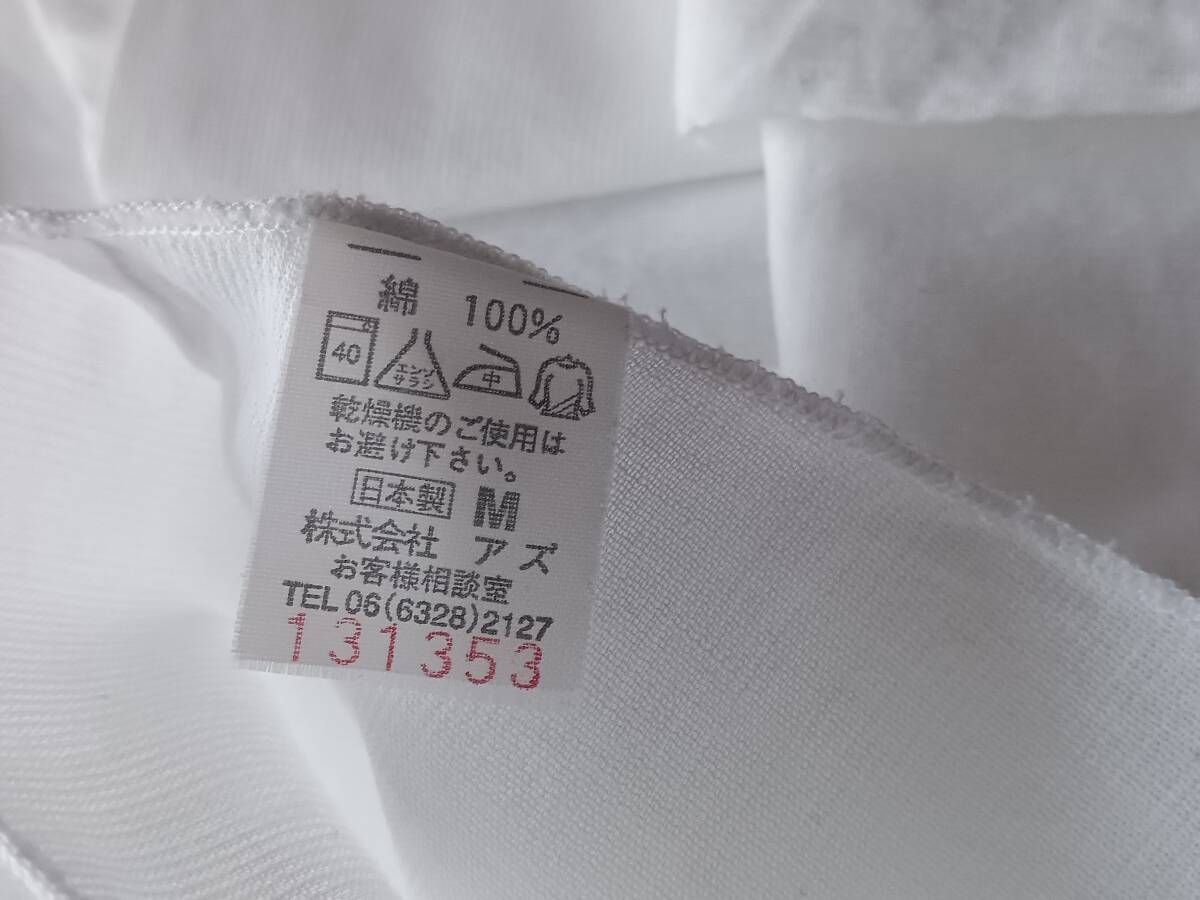 綿 100%
40 エンソ サラシ 中
乾燥機のご使用は
お避け下さい。
日本製 M
株式会社 アズ
お客様相談室
TEL 06(6328)2127
131353